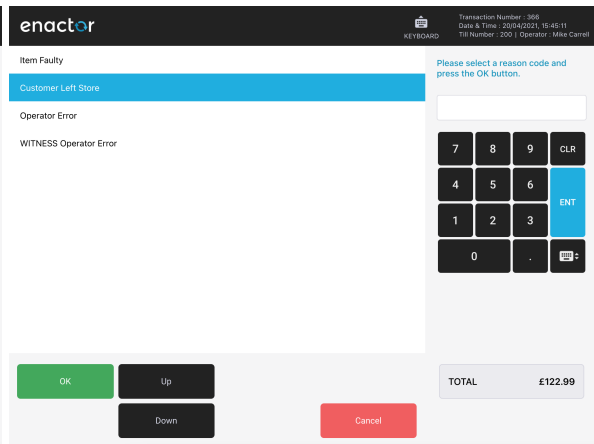 enactor
KEYBOARD
Transaction Number : 366
Date & Time : 20/04/2021, 15:45:11
Till Number : 200 | Operator : Mike Carrell
Item Faulty
Customer Left Store
Operator Error
WITNESS Operator Error
Please select a reason code and
press the OK button.
7 8 9 CLR
4 5 6 ENT
1 2 3
0 .
OK Up
Down Cancel
TOTAL £122.99